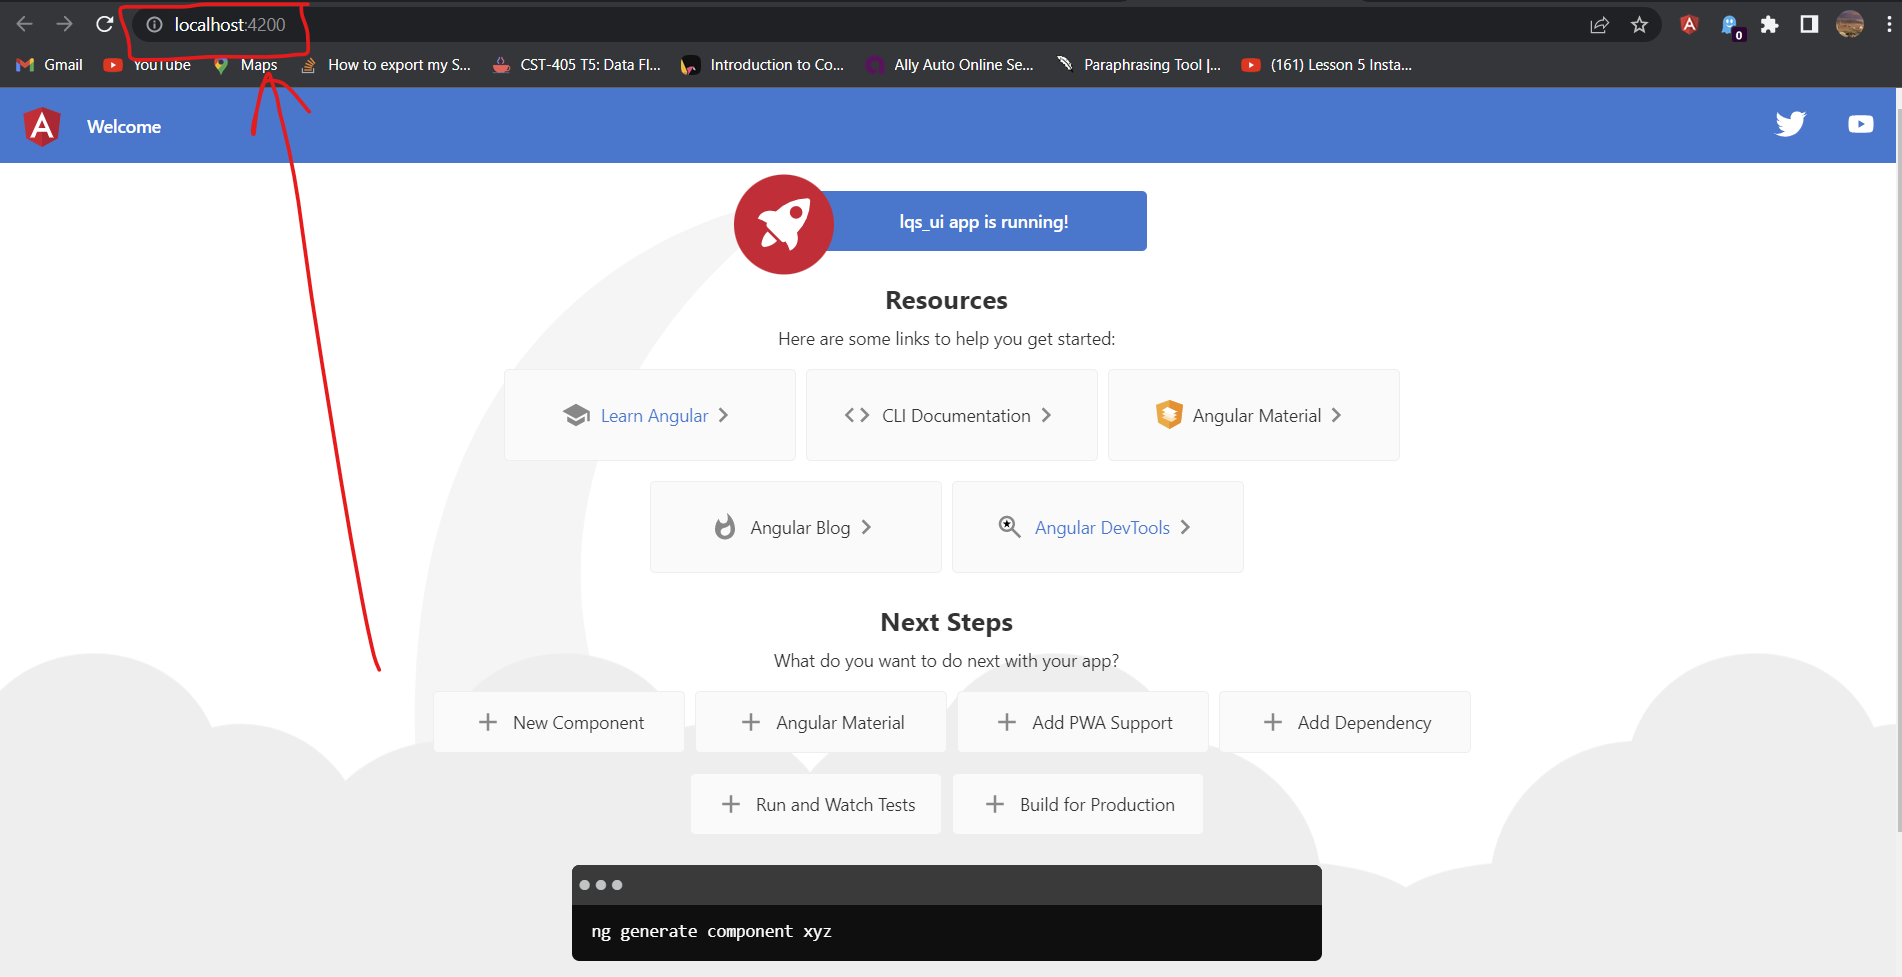 localhost:4200
0
Gmail YouTube Maps How to export my S... CST-405 T5: Data Fl... Introduction to Co... Ally Auto Online Se... Paraphrasing Tool |... (161) Lesson 5 Insta...
A Welcome
lqs_ui app is running!
Resources
Here are some links to help you get started:
Learn Angular CLI Documentation Angular Material
Angular Blog Angular DevTools
Next Steps
What do you want to do next with your app?
New Component Angular Material Add PWA Support Add Dependency
Run and Watch Tests Build for Production
ng generate component xyz